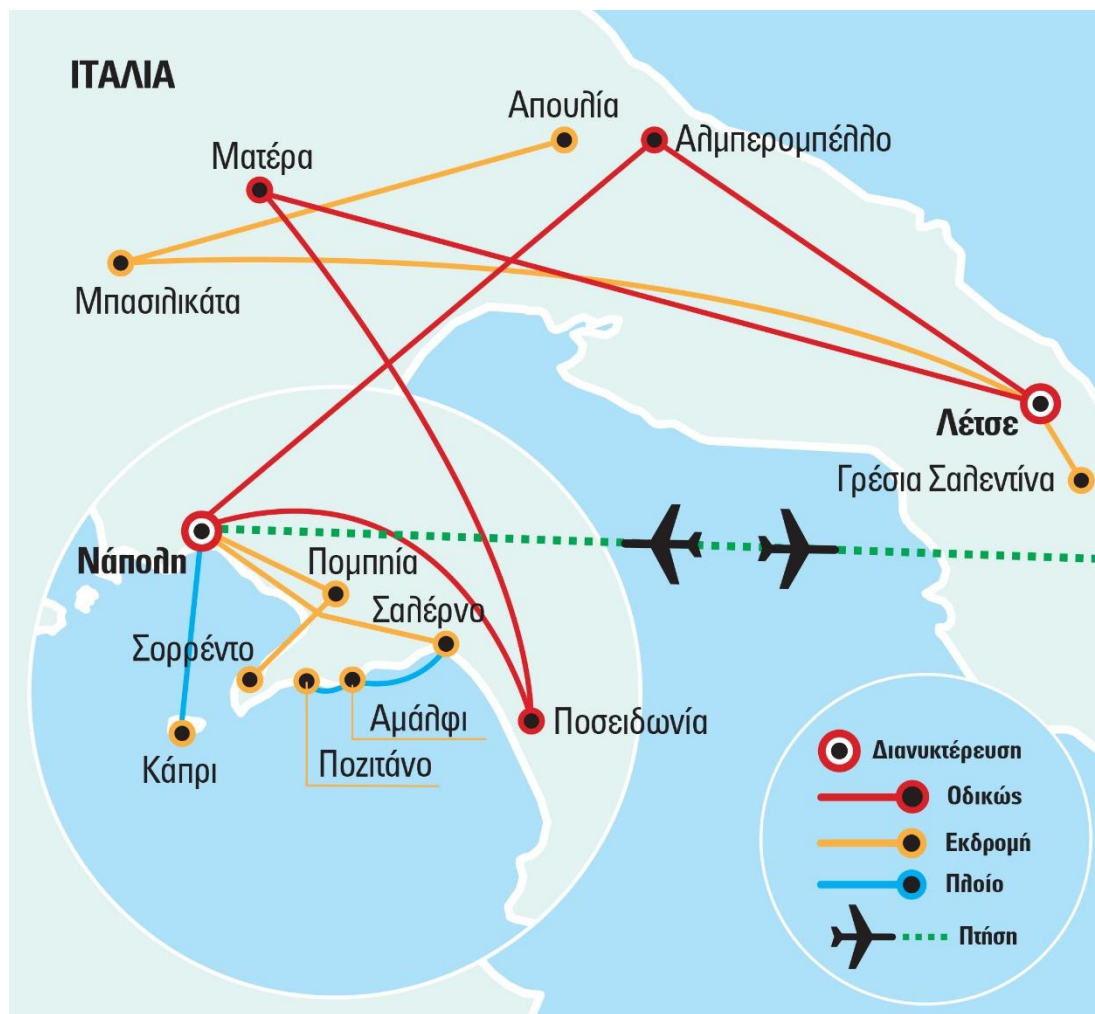 ΙΤΑΛΙΑ
Απουλία
Αλμπερομπέλλο
Ματέρα
Μπασιλικάτα
Λέτσε
Γρέσια Σαλεντίνα
Νάπολη
Πομπηία
Σαλέρνο
Σορρέντο
Αμάλφι
Ποσειδωνία
Κάπρι
Ποζιτάνο
Διανυκτέρευση
Οδικώς
Εκδρομή
Πλοίο
Πτήση